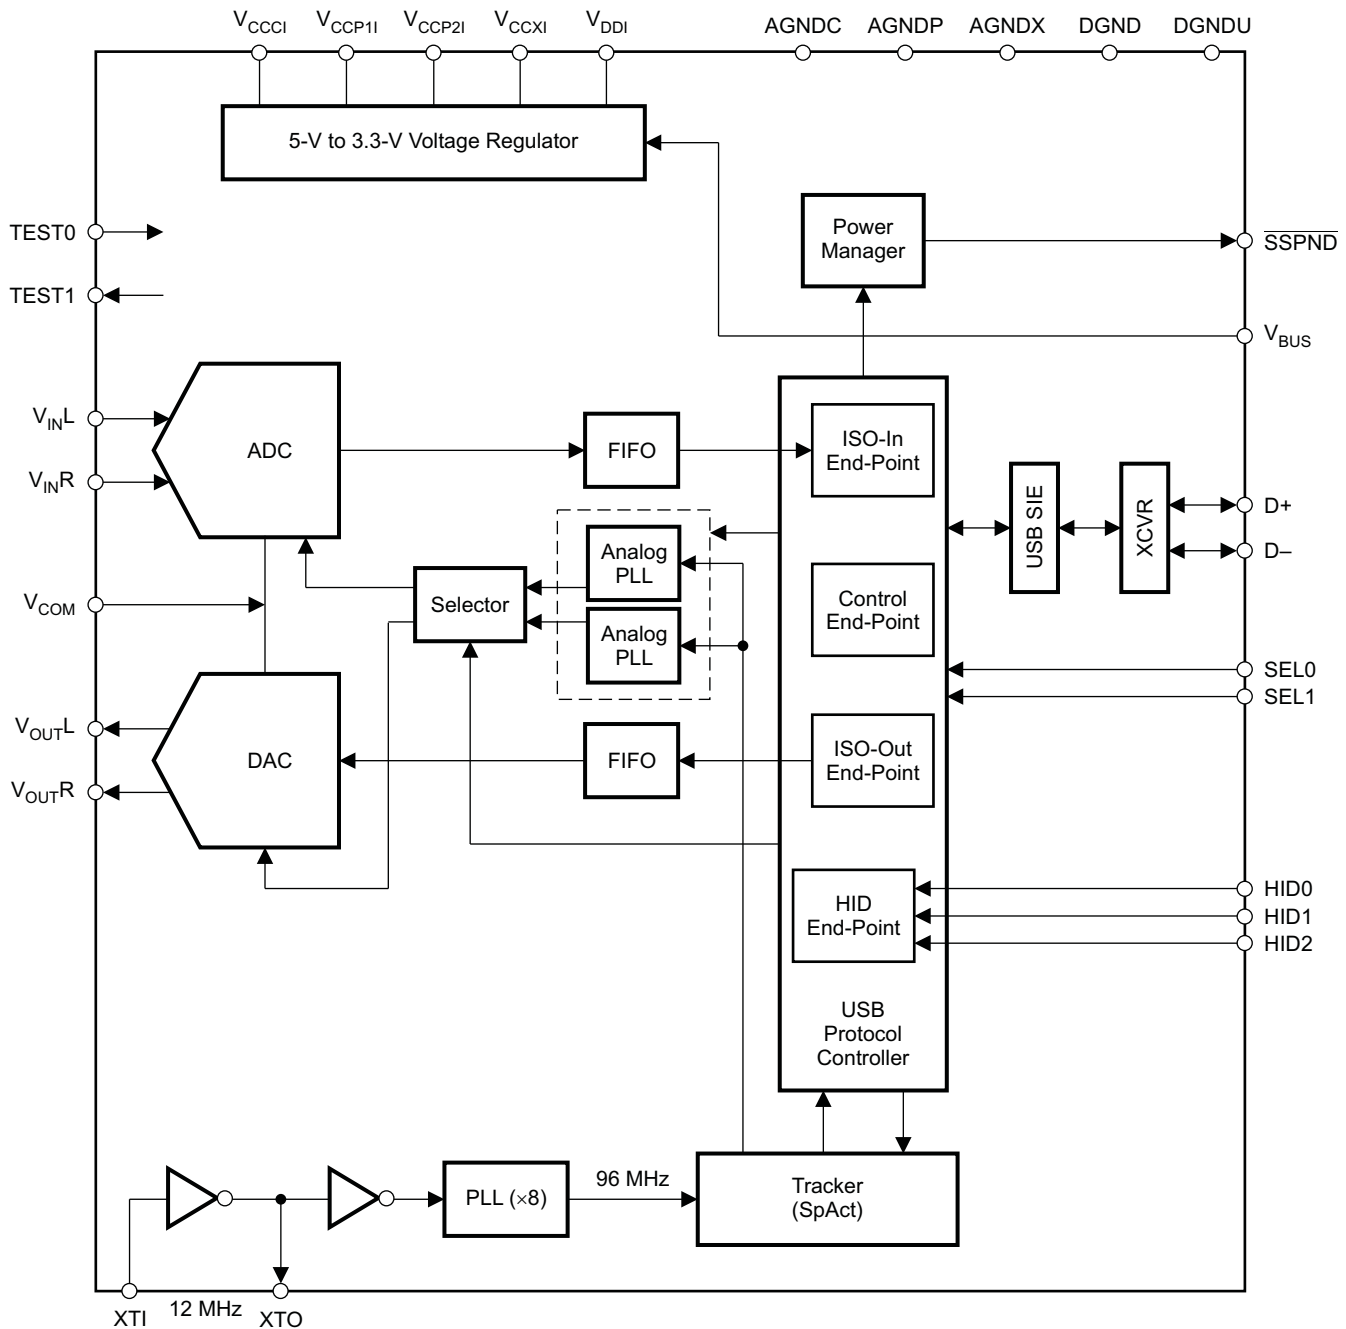 VCCCI
VCCP1I
VCCP2I
VCCXI
VDDI
AGNDC
AGNDP
AGNDX
DGND
DGNDU
5-V to 3.3-V Voltage Regulator
TEST0
TEST1
Power
Manager
SSPND
VBUS
VINL
VINR
ADC
FIFO
ISO-In
End-Point
USB SIE
XCVR
D+
D–
Analog
PLL
Selector
Analog
PLL
Control
End-Point
VCOM
SEL0
SEL1
VOUTL
VOUTR
DAC
FIFO
ISO-Out
End-Point
HID
End-Point
HID0
HID1
HID2
USB
Protocol
Controller
PLL (×8)
96 MHz
Tracker
(SpAct)
XTI
12 MHz
XTO